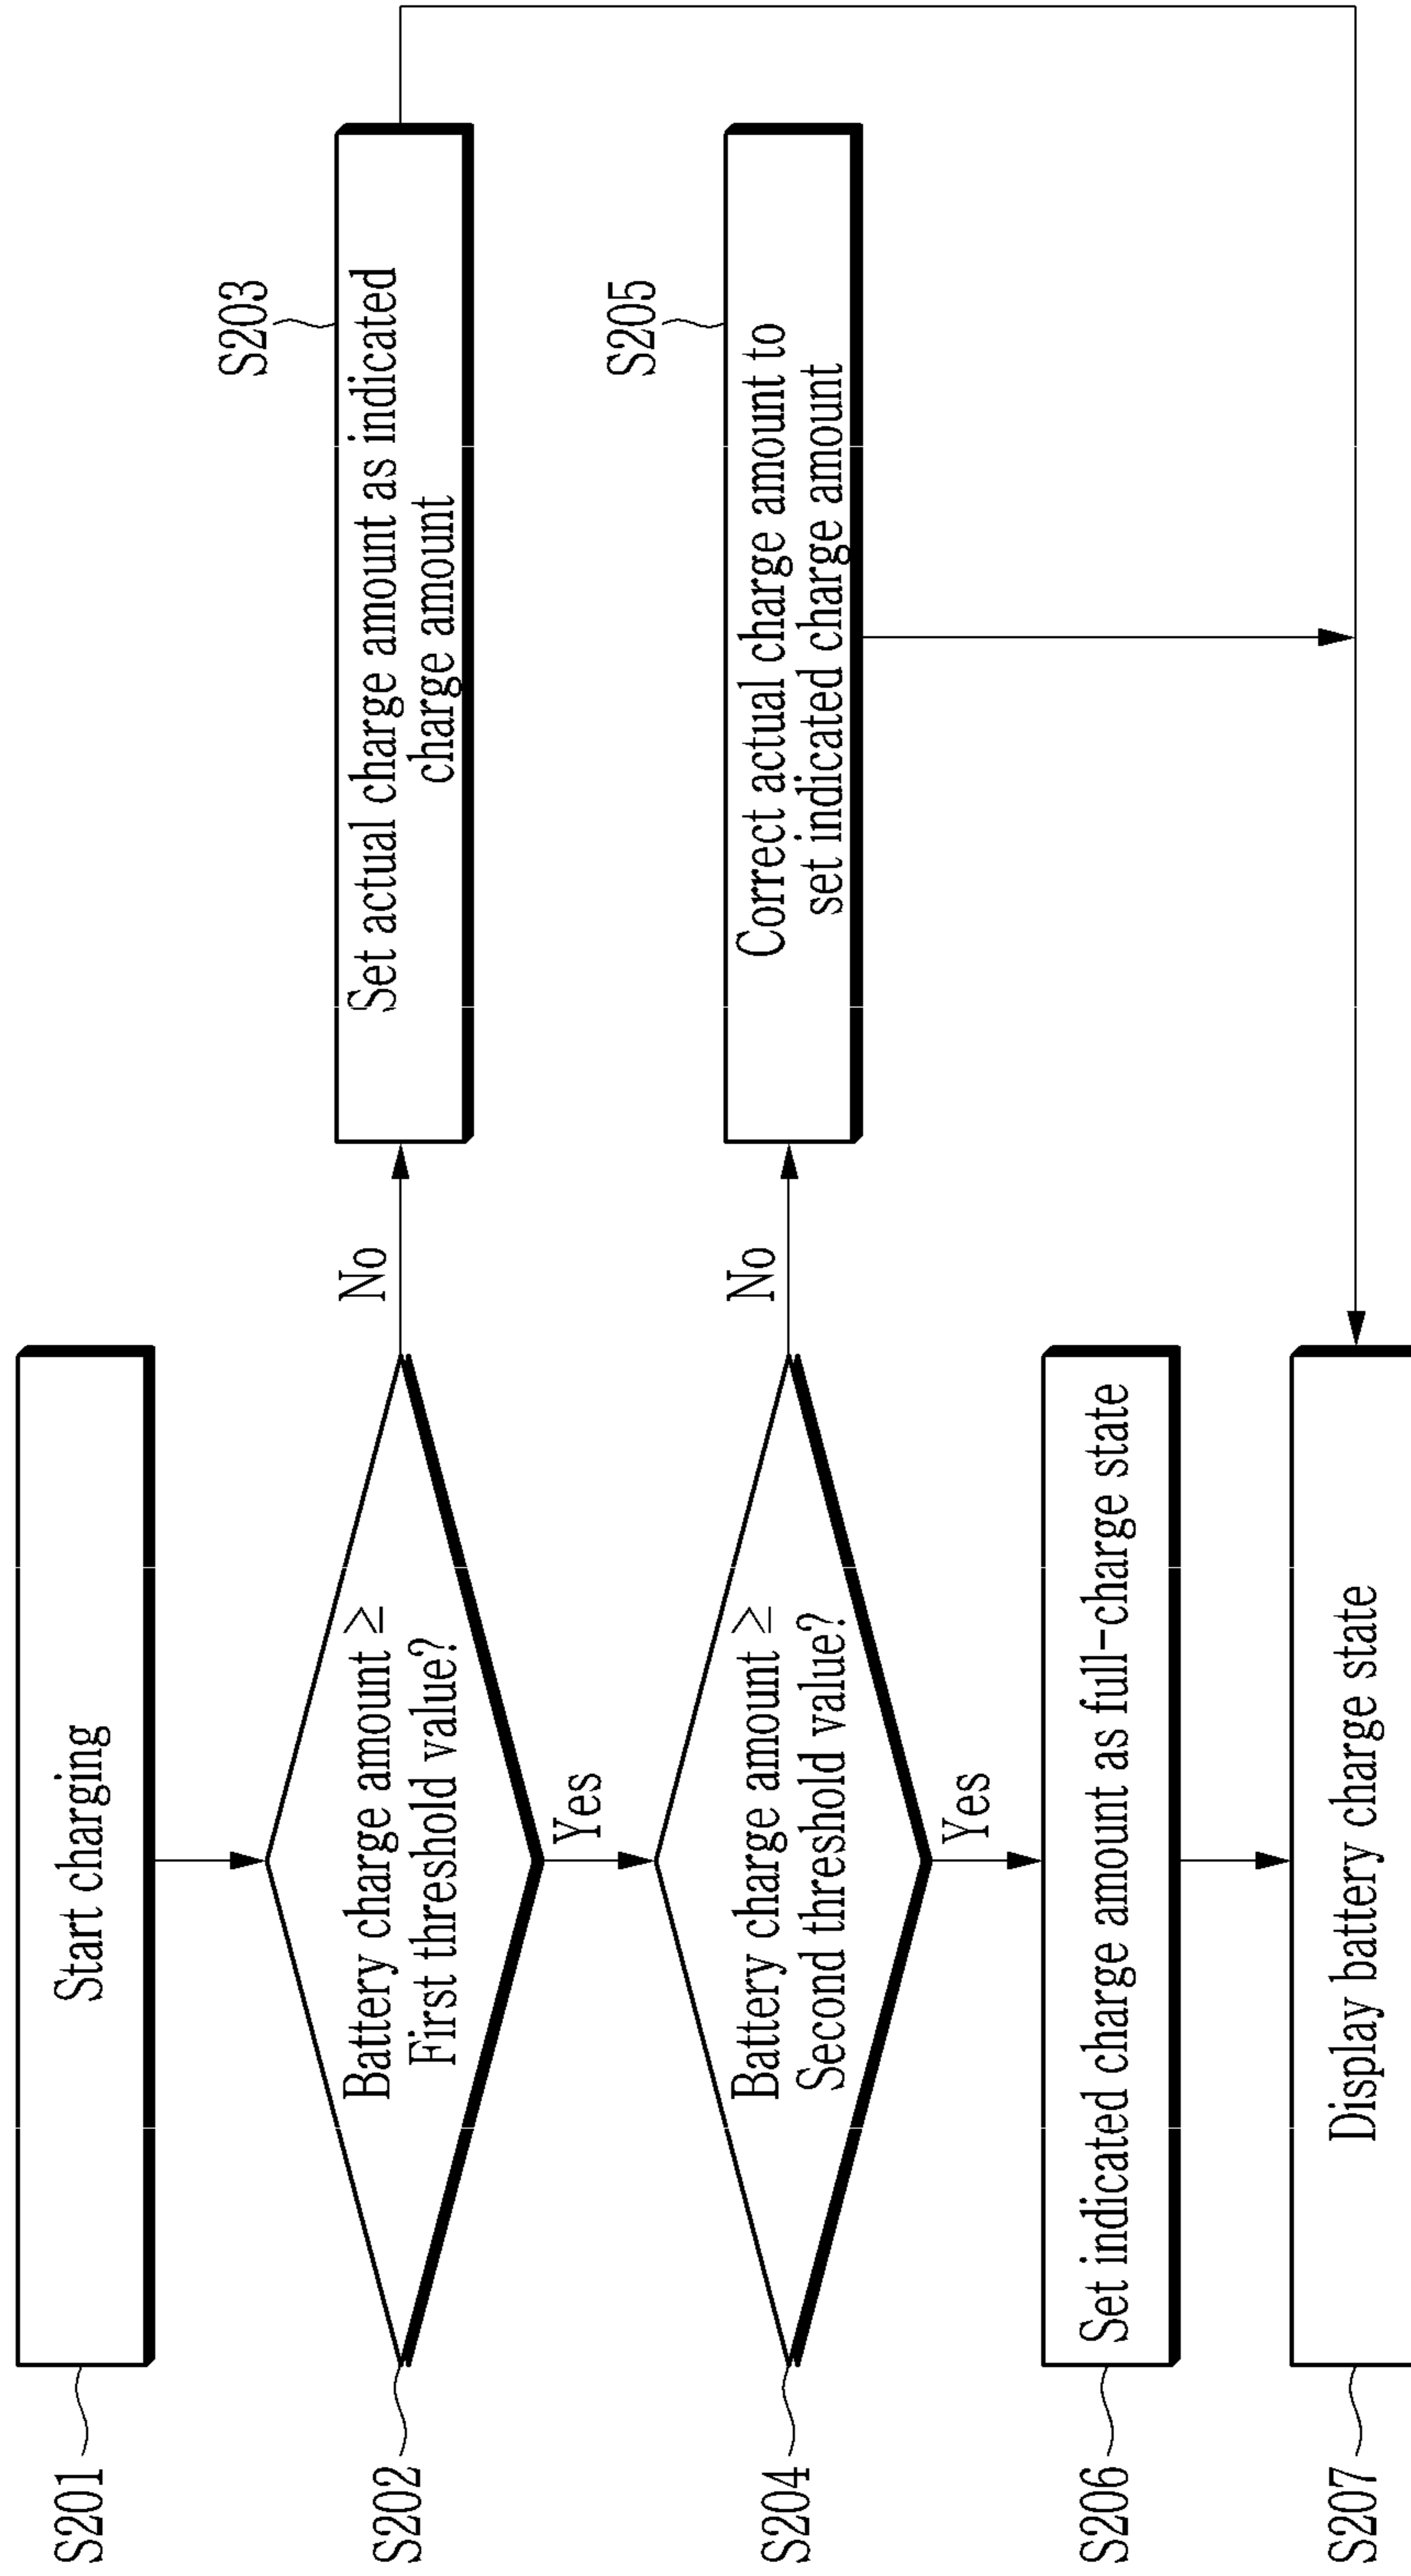 S201
Start charging
S202
Battery charge amount ≥
First threshold value?
No
S203
Set actual charge amount as indicated
charge amount
Yes
S204
Battery charge amount ≥
Second threshold value?
No
S205
Correct actual charge amount to
set indicated charge amount
Yes
S206
Set indicated charge amount as full-charge state
S207
Display battery charge state